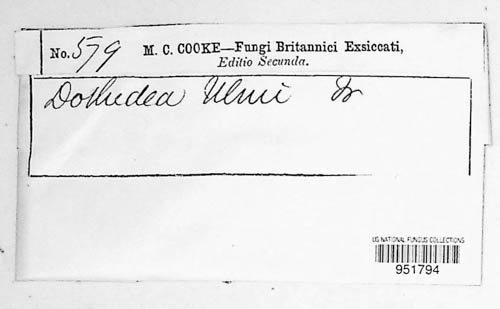 No. 579 M. C. COOKE—Fungi Britannici Exsiccati,
Editio Secunda.
Dothidea Ulmi Fr
US NATIONAL FUNGUS COLLECTIONS
951794